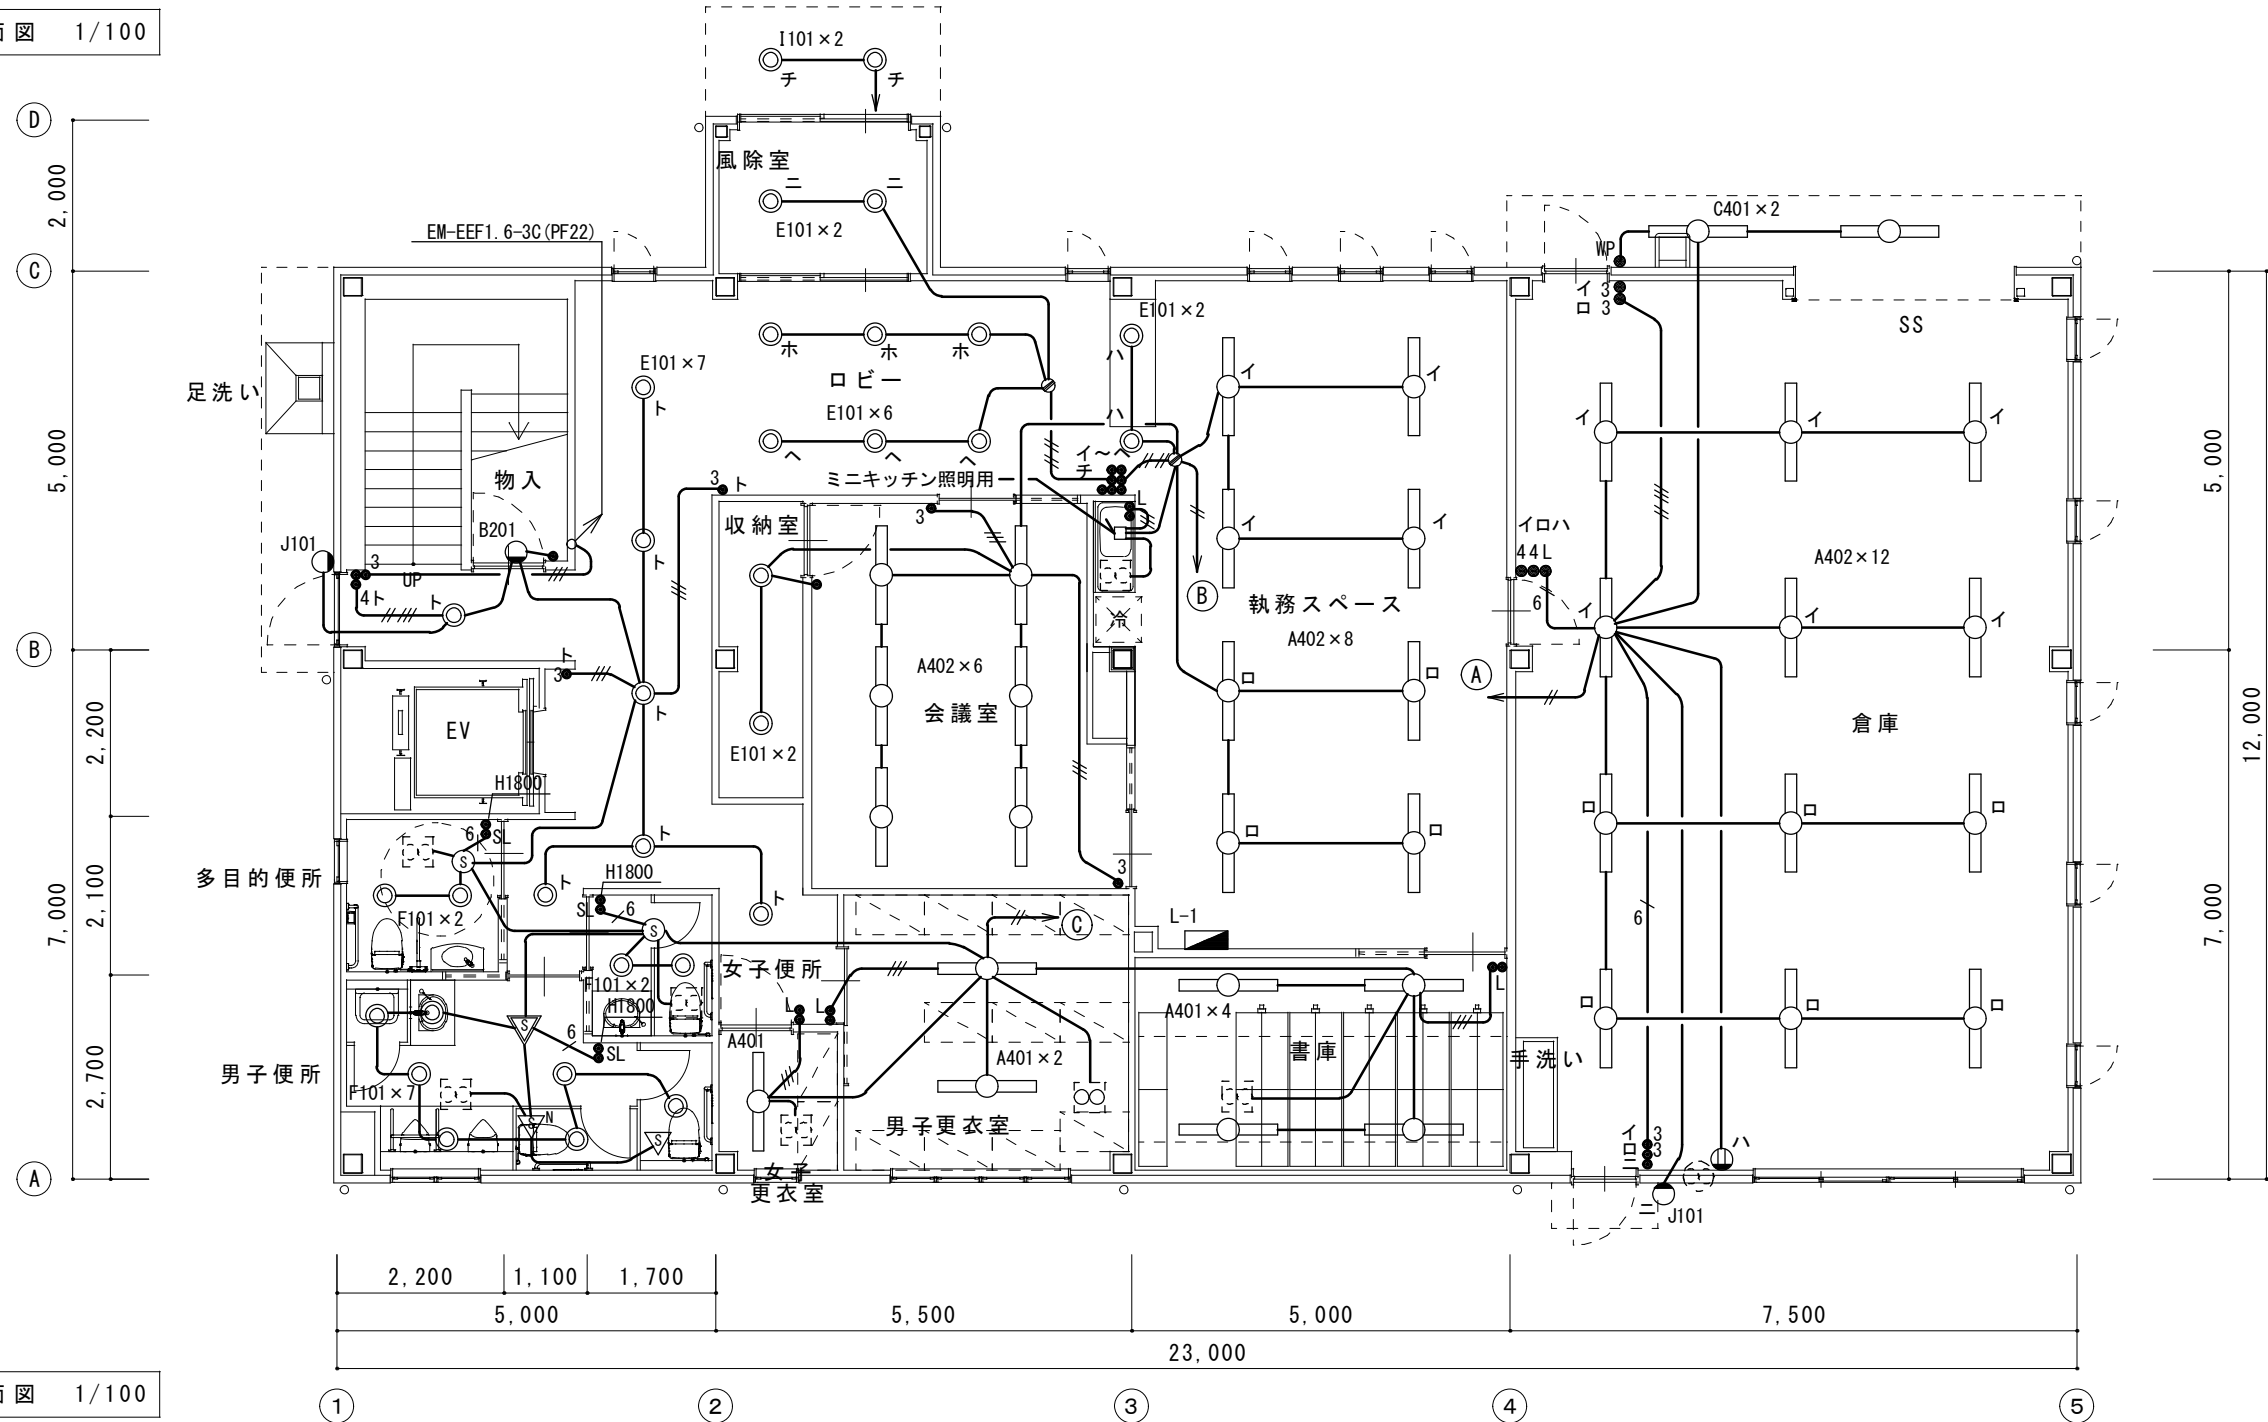 面図 1/100
I101×2
チ チ
D
風除室
2,000
ニ ニ
C401×2
EM-EEF1.6-3C(PF22)
E101×2
WP
C
イ 3
ロ 3
E101×2
SS
ホ ホ ホ
ハ
E101×7
ロビー
イ イ
足洗い
ト
E101×6
ハ
イ イ イ
5,000
5,000
ヘ ヘ ヘ
イ～ヘ
チ
物入
3 ト
ミニキッチン照明用
L
収納室
3
イ イ
イロハ
B201
J101
44L
A402×12
3
UP
ト
B
冷
執務スペース
6
4ト
ト
イ イ イ
A402×8
B
ト
3
A402×6
A
ロ ロ
12,000
ト
会議室
倉庫
EV
2,200
E101×2
H1800
ロ ロ ロ
6 SL
ト
ロ ロ
H1800
3
多目的便所
S
ト
SL 6
ト
7,000
7,000
2,100
F101×2
C
L-1
6
S
女子便所
F101×2
L
H1800
L L
A401×4
ロ ロ ロ
S
6
SL
A401
A401×2
書庫
手洗い
男子便所
2,700
F101×7
S N
男子更衣室
イ 3
ロ 3
ニ
ハ
S
女子
更衣室
A
ニ J101
2,200 1,100 1,700
5,000 5,500 5,000 7,500
23,000
面図 1/100
1 2 3 4 5